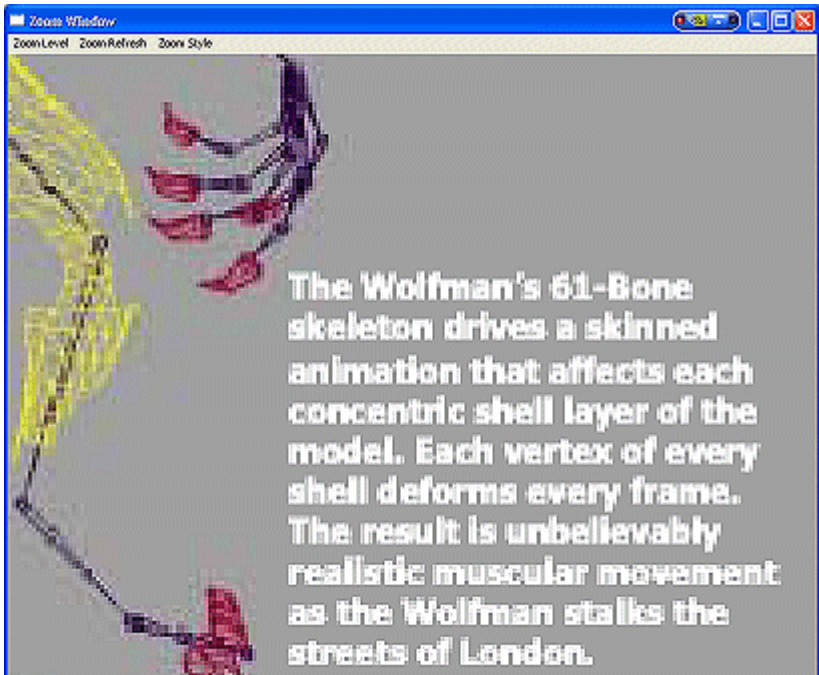 Zoom Window
Zoom Level Zoom Refresh Zoom Style
The Wolfman's 61-Bone
skeleton drives a skinned
animation that affects each
concentric shell layer of the
model. Each vertex of every
shell deforms every frame.
The result is unbelievably
realistic muscular movement
as the Wolfman stalks the
streets of London.